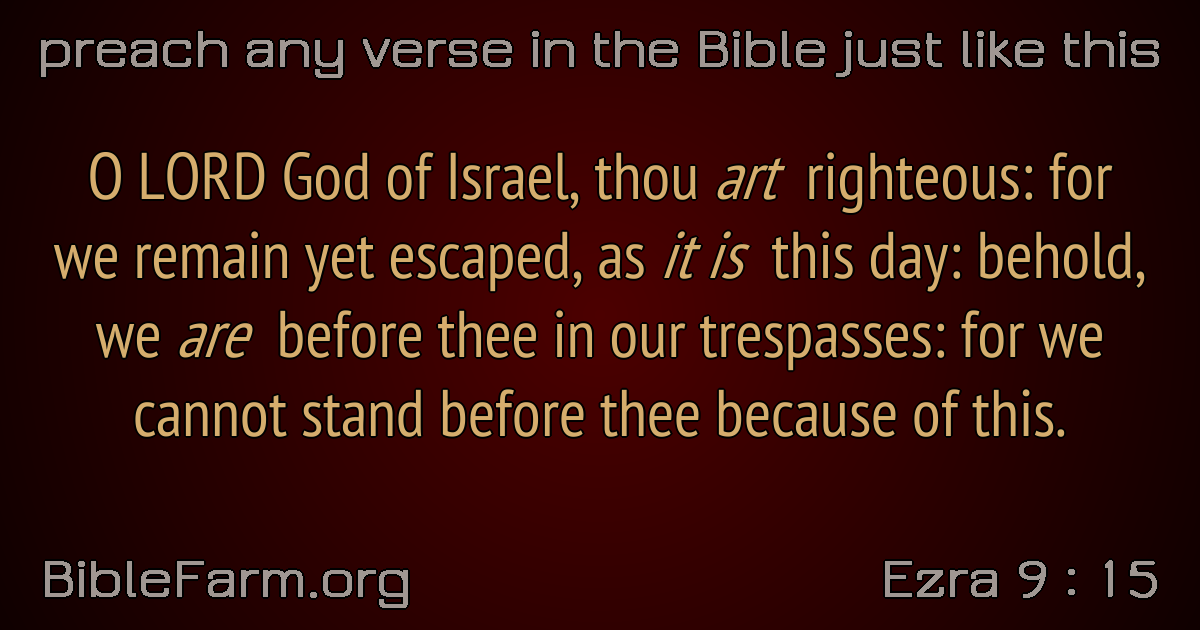 preach any verse in the Bible just like this
O LORD God of Israel, thou art righteous: for
we remain yet escaped, as it is this day: behold,
we are before thee in our trespasses: for we
cannot stand before thee because of this.
BibleFarm.org
Ezra 9 : 15